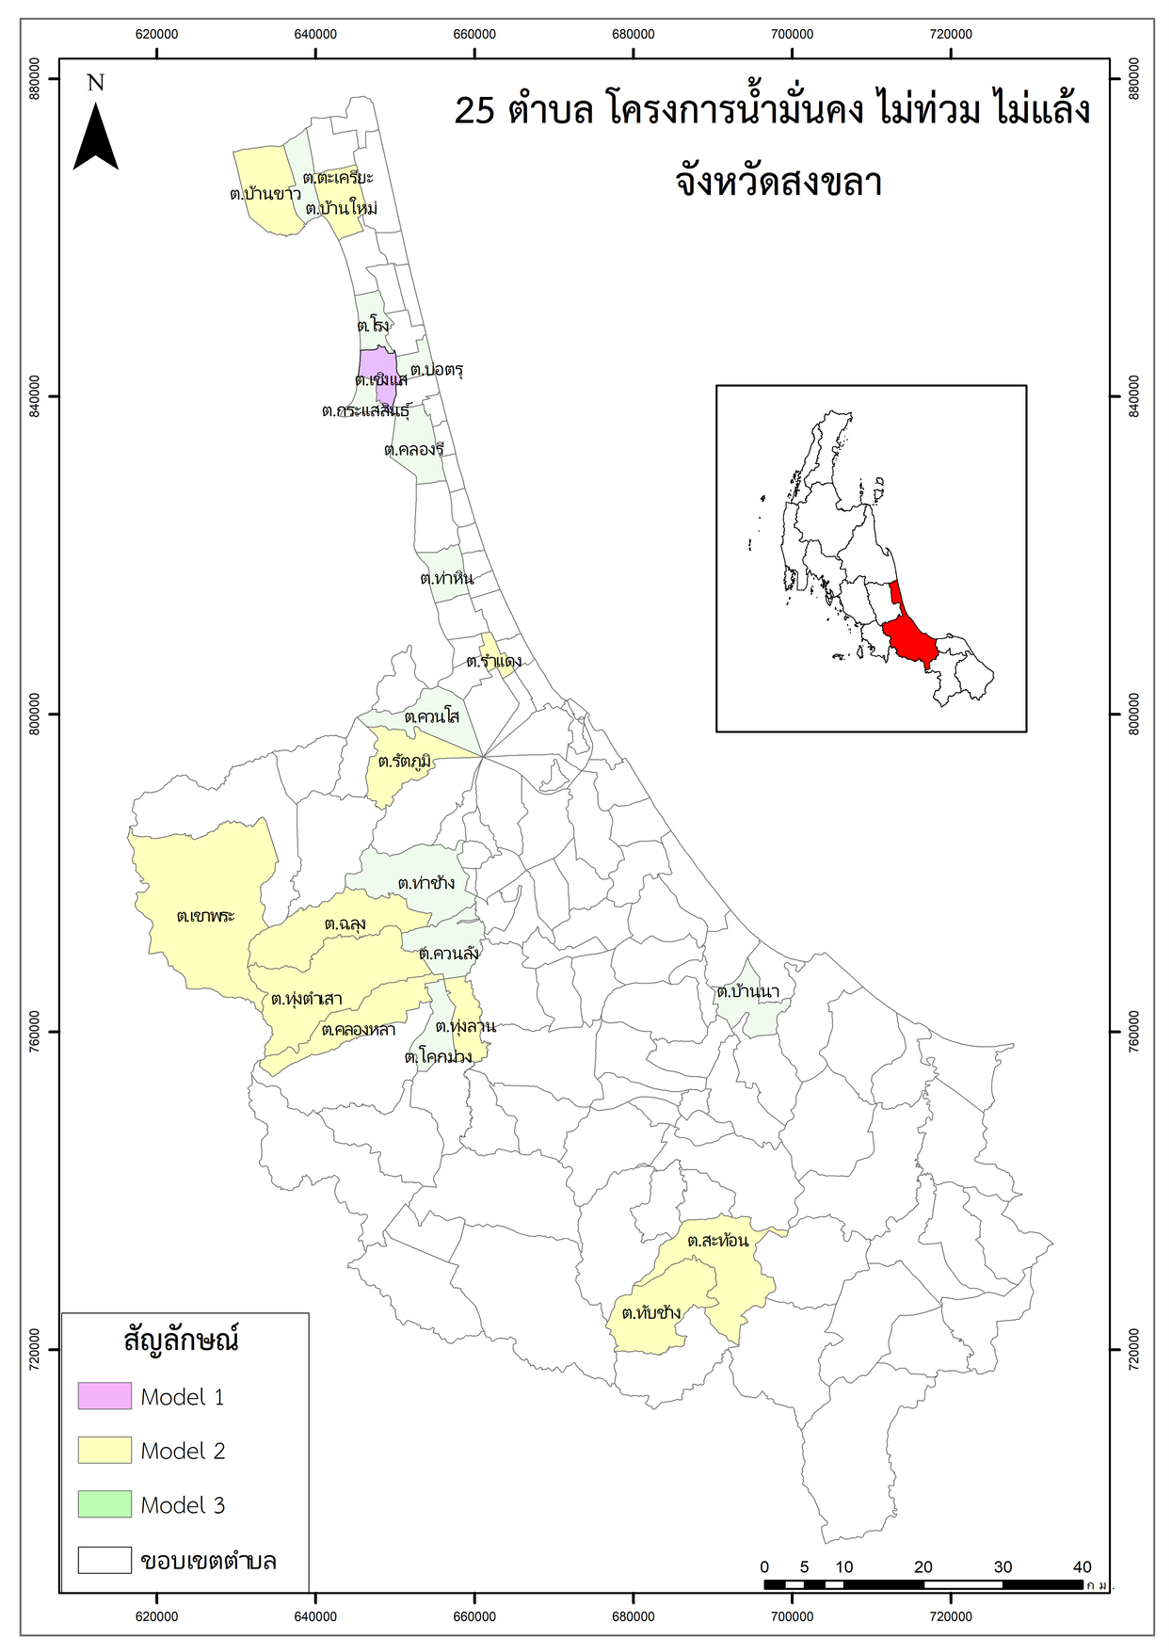 620000 640000 660000 680000 700000 720000
N
25 ตำบล โครงการน้ำมั่นคง ไม่ท่วม ไม่แล้ง
จังหวัดสงขลา
880000
880000
ต.ตะเครียะ
ต.บ้านขาว
ต.บ้านใหม่
ต.โรง
ต.บ่อตรุ
ต.เชิงแส
840000
840000
ต.กระแสสินธุ์
ต.คลองรี
ต.ท่าหิน
ต.รำแดง
800000
800000
ต.ควนโส
ต.รัตภูมิ
ต.ท่าช้าง
ต.เขาพระ
ต.ฉลุง
ต.ควนลัง
ต.บ้านนา
ต.ทุ่งตำเสา
760000
760000
ต.คลองหลา
ต.ทุ่งลาน
ต.โคกม่วง
ต.สะท้อน
ต.ทับช้าง
720000
720000
สัญลักษณ์
Model 1
Model 2
Model 3
ขอบเขตตำบล
0 5 10 20 30 40
กม.
620000 640000 660000 680000 700000 720000